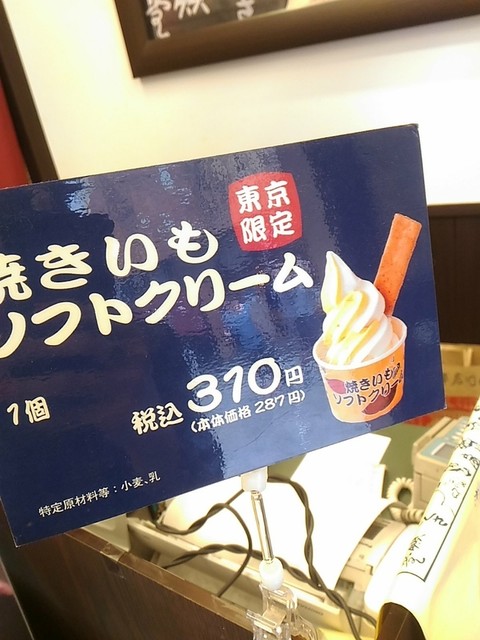 東京
限定
焼きいも
ソフトクリーム
1個
税込310円
(本体価格 287円)
特定原材料等:小麦、乳
焼きいも
ソフトクリーム